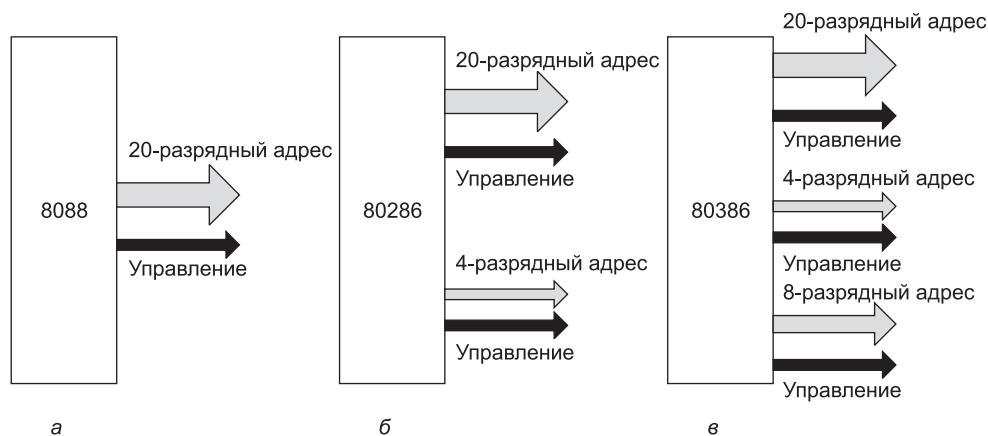 8088
20-разрядный адрес
Управление
а
80286
20-разрядный адрес
Управление
4-разрядный адрес
Управление
б
80386
20-разрядный адрес
Управление
4-разрядный адрес
Управление
8-разрядный адрес
Управление
в